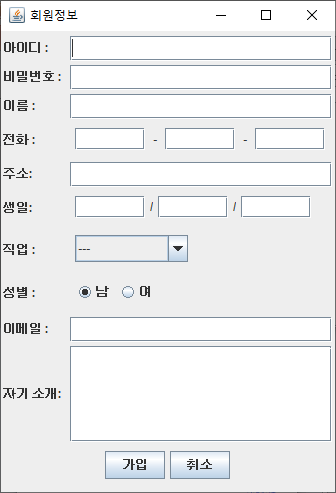 회원정보
아이디 :
비밀번호 :
이름 :
전화 : - -
주소:
생일: / /
직업 : ---
성별 : 남 여
이메일 :
자기 소개:
가입 취소